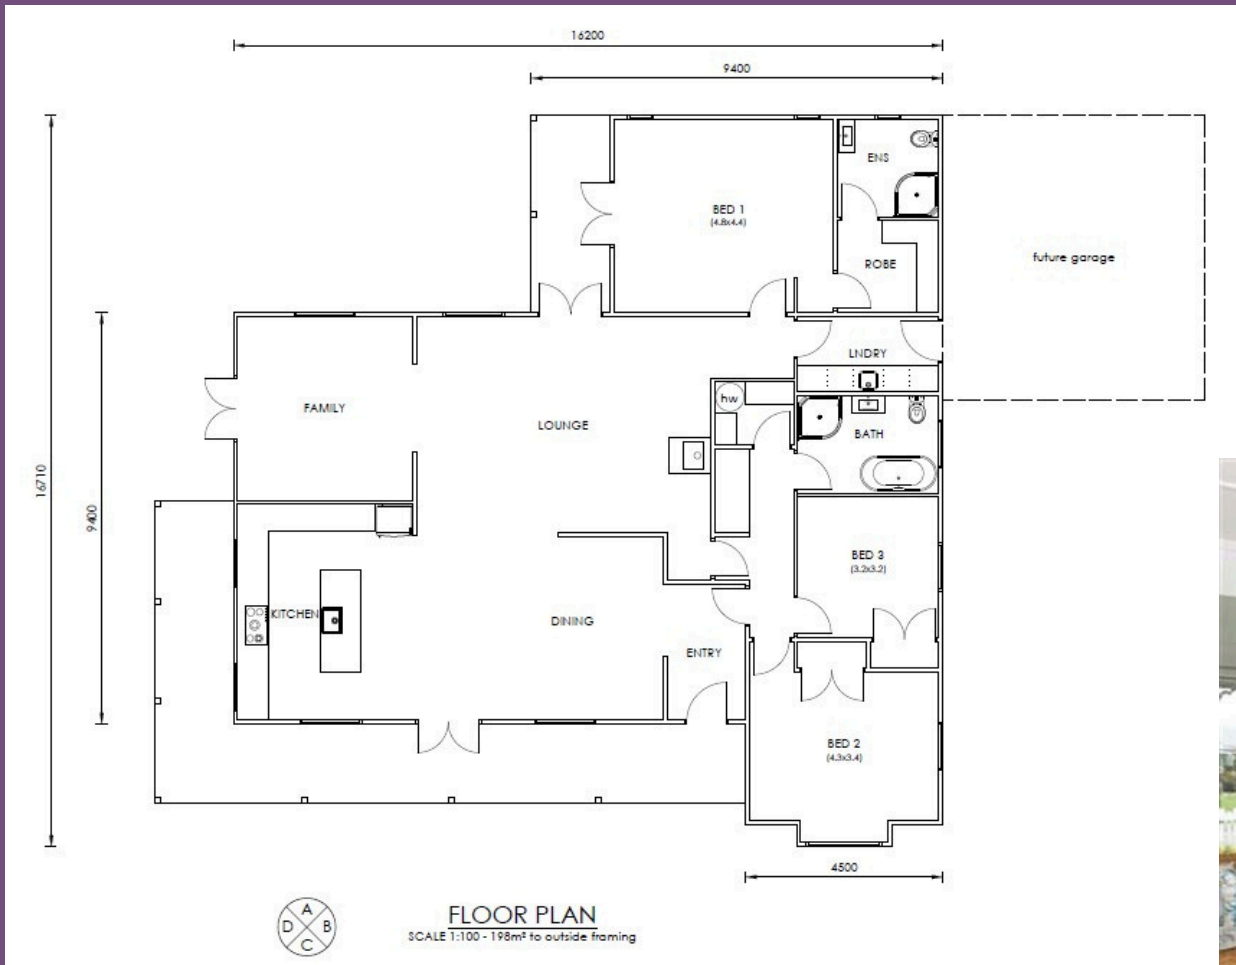 16200
9400
ENS
BED 1
(4.8x4.4)
ROBE
future garage
LNDRY
hw
FAMILY
LOUNGE
BATH
16710
9400
BED 3
(3.2x3.2)
KITCHEN
DINING
ENTRY
BED 2
(4.3x3.4)
4500
A
D B
C
FLOOR PLAN
SCALE 1:100 - 198m² to outside framing